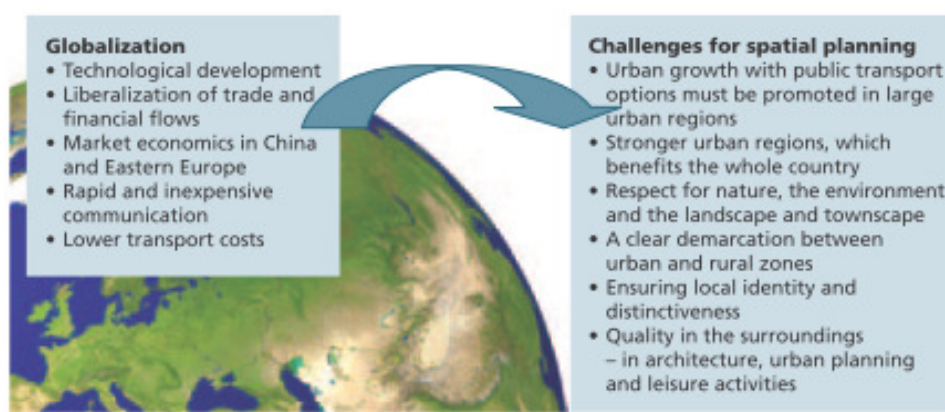 Globalization
• Technological development
• Liberalization of trade and
financial flows
• Market economics in China
and Eastern Europe
• Rapid and inexpensive
communication
• Lower transport costs
Challenges for spatial planning
• Urban growth with public transport
options must be promoted in large
urban regions
• Stronger urban regions, which
benefits the whole country
• Respect for nature, the environment
and the landscape and townscape
• A clear demarcation between
urban and rural zones
• Ensuring local identity and
distinctiveness
• Quality in the surroundings
– in architecture, urban planning
and leisure activities